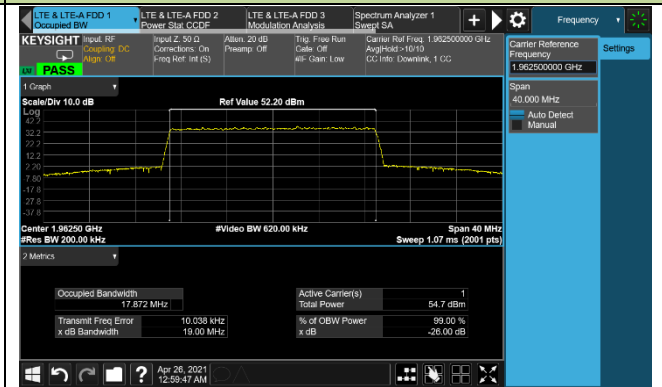 LTE & LTE-A FDD 1
Occupied BW
LTE & LTE-A FDD 2
Power Stat CCDF
LTE & LTE-A FDD 3
Modulation Analysis
Spectrum Analyzer 1
Swept SA
Frequency
KEYSIGHT
Input: RF
Coupling: DC
Align: Off
Input Z: 50 Ω
Corrections: On
Freq Ref: Int (S)
Atten: 20 dB
Preamp: Off
Trig: Free Run
Gate: Off
#IF Gain: Low
Carrier Ref Freq: 1.962500000 GHz
Avg|Hold:>10/10
CC Info: Downlink, 1 CC
LU PASS
Carrier Reference Frequency
1.962500000 GHz
Settings
Span
40.000 MHz
Auto Detect
Manual
1 Graph
Scale/Div 10.0 dB
Ref Value 52.20 dBm
Log
42.2
32.2
22.2
12.2
2.20
-7.80
-17.8
-27.8
-37.8
Center 1.96250 GHz
#Res BW 200.00 kHz
#Video BW 620.00 kHz
Span 40 MHz
Sweep 1.07 ms (2001 pts)
2 Metrics
Occupied Bandwidth
17.872 MHz
Active Carrier(s) 1
Total Power 54.7 dBm
Transmit Freq Error 10.038 kHz
x dB Bandwidth 19.00 MHz
% of OBW Power 99.00 %
x dB -26.00 dB
?
Apr 26, 2021
12:59:47 AM